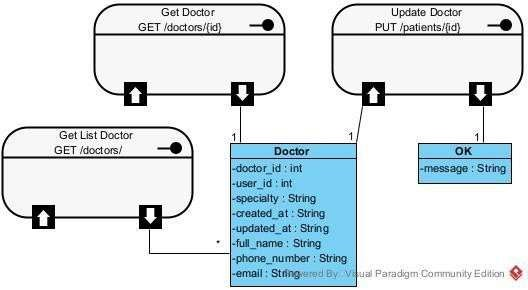 Get Doctor
GET /doctors/{id}
Update Doctor
PUT /patients/{id}
Get List Doctor
GET /doctors/
1
1
*
Doctor
-doctor_id : int
-user_id : int
-specialty : String
-created_at : String
-updated_at : String
-full_name : String
-phone_number : String
-email : String
OK
-message : String
Powered By Visual Paradigm Community Edition